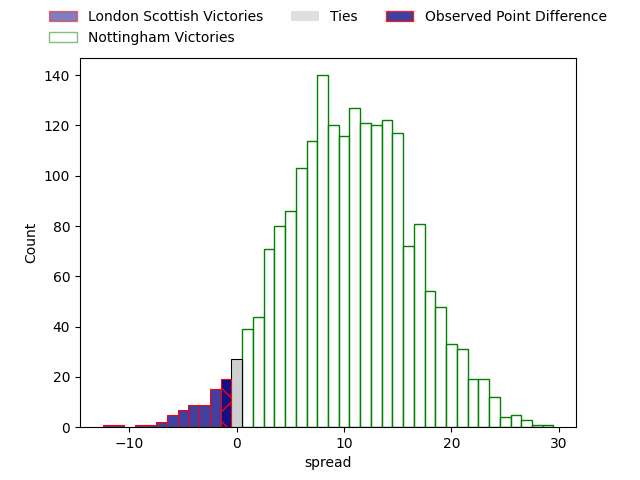 London Scottish Victories
Ties
Observed Point Difference
Nottingham Victories
140
120
100
80
60
40
20
0
Count
−10
0
10
20
30
spread